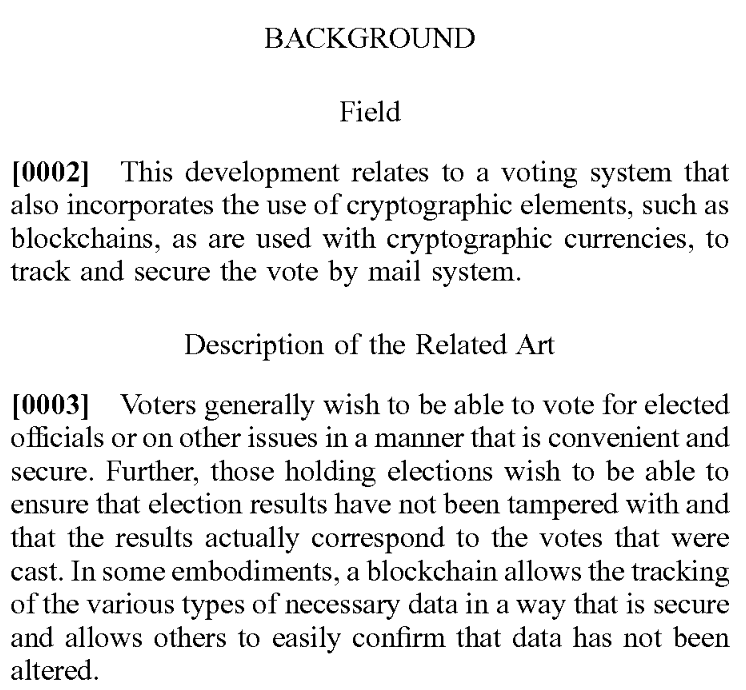 BACKGROUND
Field
[0002] This development relates to a voting system that
also incorporates the use of cryptographic elements, such as
blockchains, as are used with cryptographic currencies, to
track and secure the vote by mail system.
Description of the Related Art
[0003] Voters generally wish to be able to vote for elected
officials or on other issues in a manner that is convenient and
secure. Further, those holding elections wish to be able to
ensure that election results have not been tampered with and
that the results actually correspond to the votes that were
cast. In some embodiments, a blockchain allows the tracking
of the various types of necessary data in a way that is secure
and allows others to easily confirm that data has not been
altered.